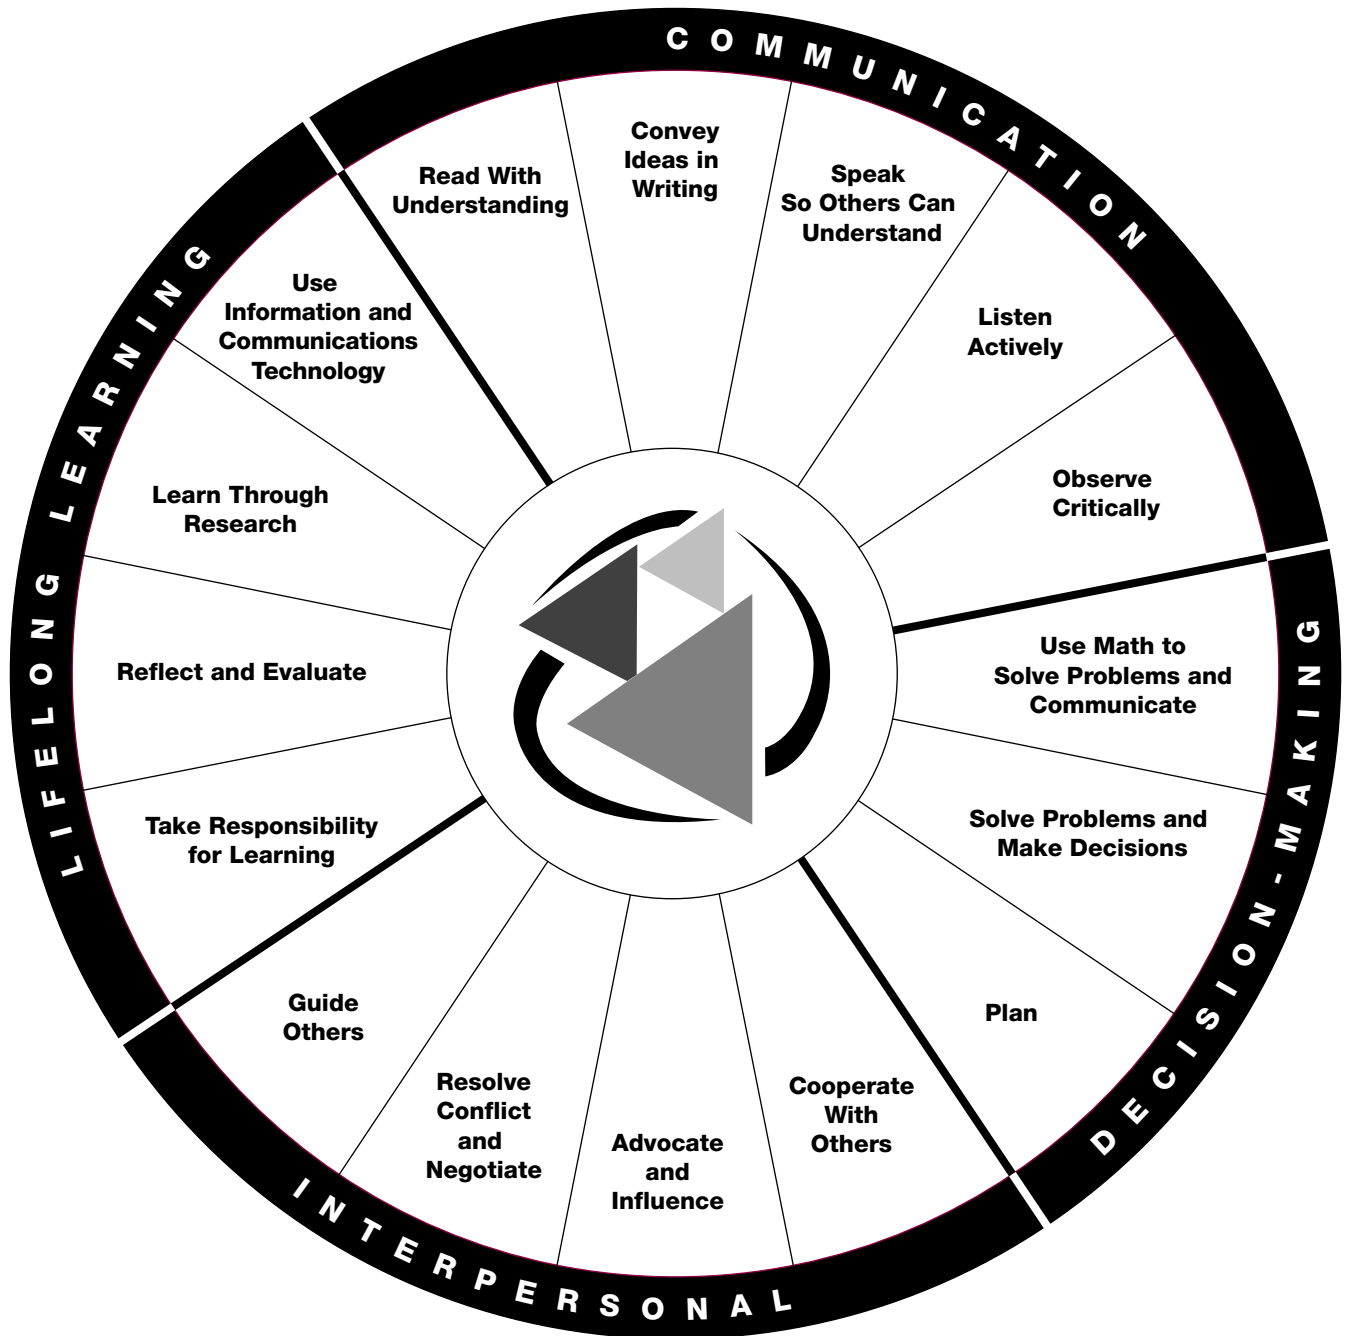 COMMUNICATION
Read With
Understanding
Convey
Ideas in
Writing
Speak
So Others Can
Understand
Listen
Actively
Observe
Critically
DECISION-MAKING
Use Math to
Solve Problems and
Communicate
Solve Problems and
Make Decisions
Plan
INTERPERSONAL
Cooperate
With
Others
Advocate
and
Influence
Resolve
Conflict
and
Negotiate
Guide
Others
LIFELONG LEARNING
Take Responsibility
for Learning
Reflect and Evaluate
Learn Through
Research
Use
Information and
Communications
Technology